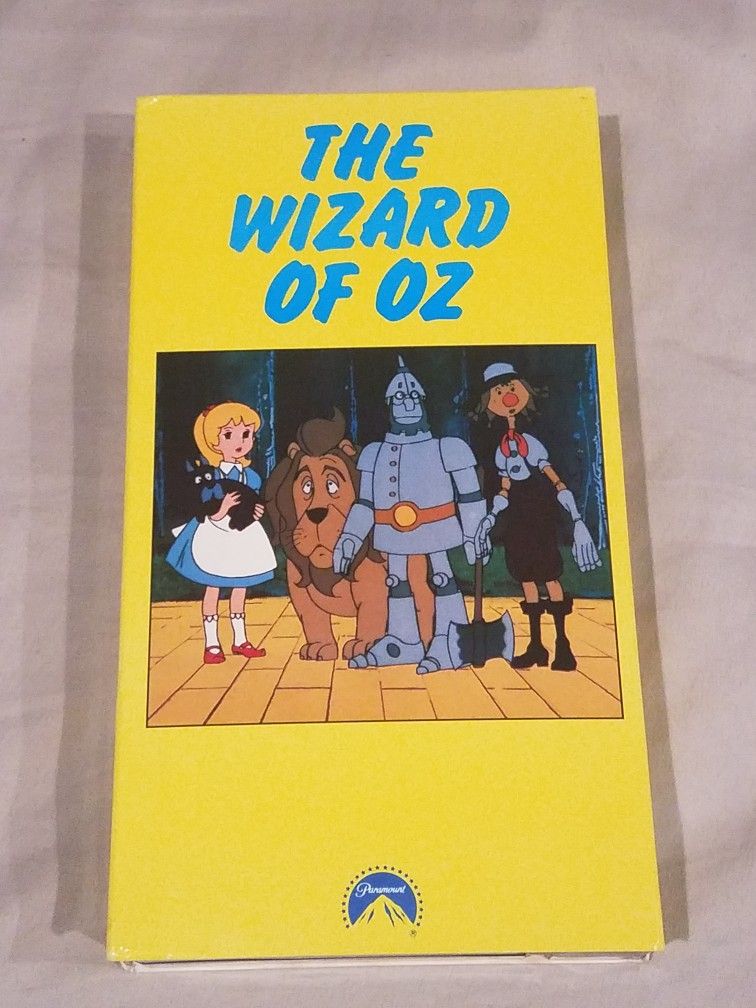 THE
WIZARD
OF OZ
Paramount
®